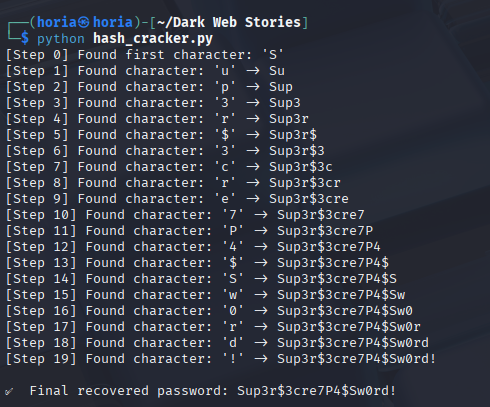 ┌──(horia㉿horia)-[~/Dark Web Stories]
└─$ python hash_cracker.py
[Step 0] Found first character: 'S'
[Step 1] Found character: 'u' → Su
[Step 2] Found character: 'p' → Sup
[Step 3] Found character: '3' → Sup3
[Step 4] Found character: 'r' → Sup3r
[Step 5] Found character: '$' → Sup3r$
[Step 6] Found character: '3' → Sup3r$3
[Step 7] Found character: 'c' → Sup3r$3c
[Step 8] Found character: 'r' → Sup3r$3cr
[Step 9] Found character: 'e' → Sup3r$3cre
[Step 10] Found character: '7' → Sup3r$3cre7
[Step 11] Found character: 'P' → Sup3r$3cre7P
[Step 12] Found character: '4' → Sup3r$3cre7P4
[Step 13] Found character: '$' → Sup3r$3cre7P4$
[Step 14] Found character: 'S' → Sup3r$3cre7P4$S
[Step 15] Found character: 'w' → Sup3r$3cre7P4$Sw
[Step 16] Found character: '0' → Sup3r$3cre7P4$Sw0
[Step 17] Found character: 'r' → Sup3r$3cre7P4$Sw0r
[Step 18] Found character: 'd' → Sup3r$3cre7P4$Sw0rd
[Step 19] Found character: '!' → Sup3r$3cre7P4$Sw0rd!
✔ Final recovered password: Sup3r$3cre7P4$Sw0rd!